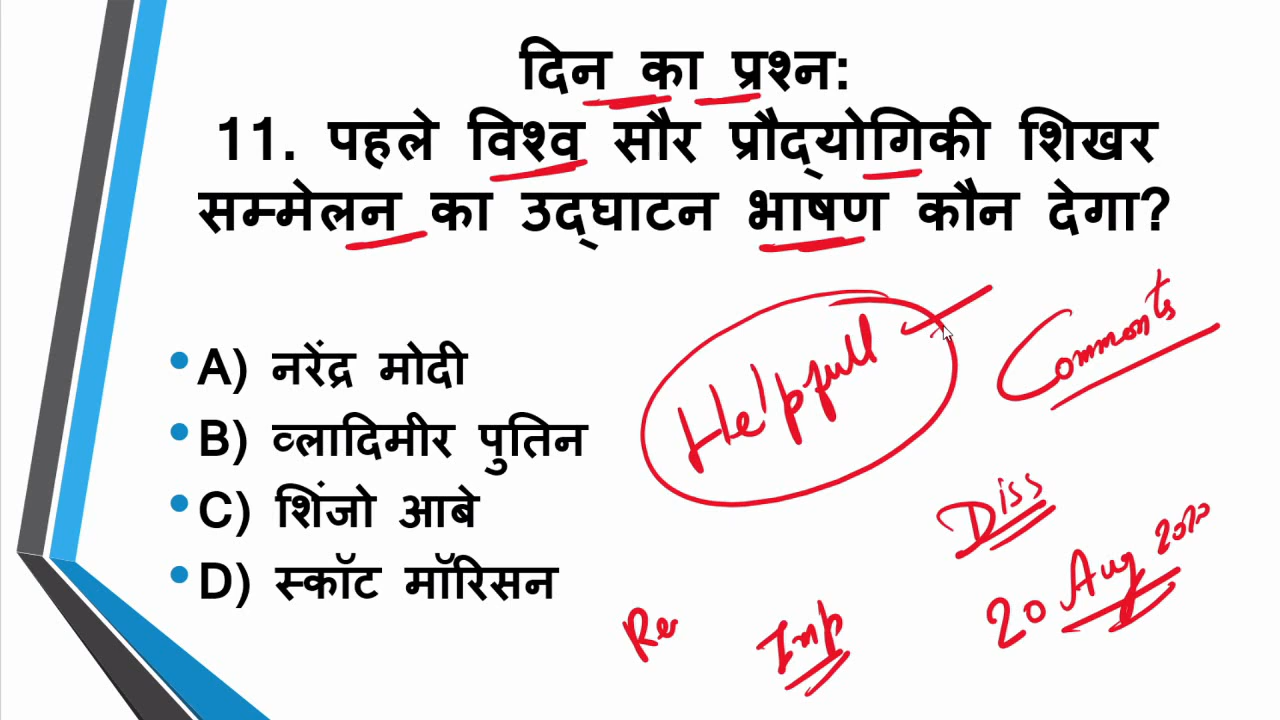 दिन का प्रश्न:
11. पहले विश्व सौर प्रौद्योगिकी शिखर
सम्मेलन का उद्घाटन भाषण कौन देगा?
A) नरेंद्र मोदी
B) व्लादिमीर पुतिन
C) शिंजो आबे
D) स्कॉट मॉरिसन
Helpfull
Comments
Diss
20 Aug 2020
Re
Imp